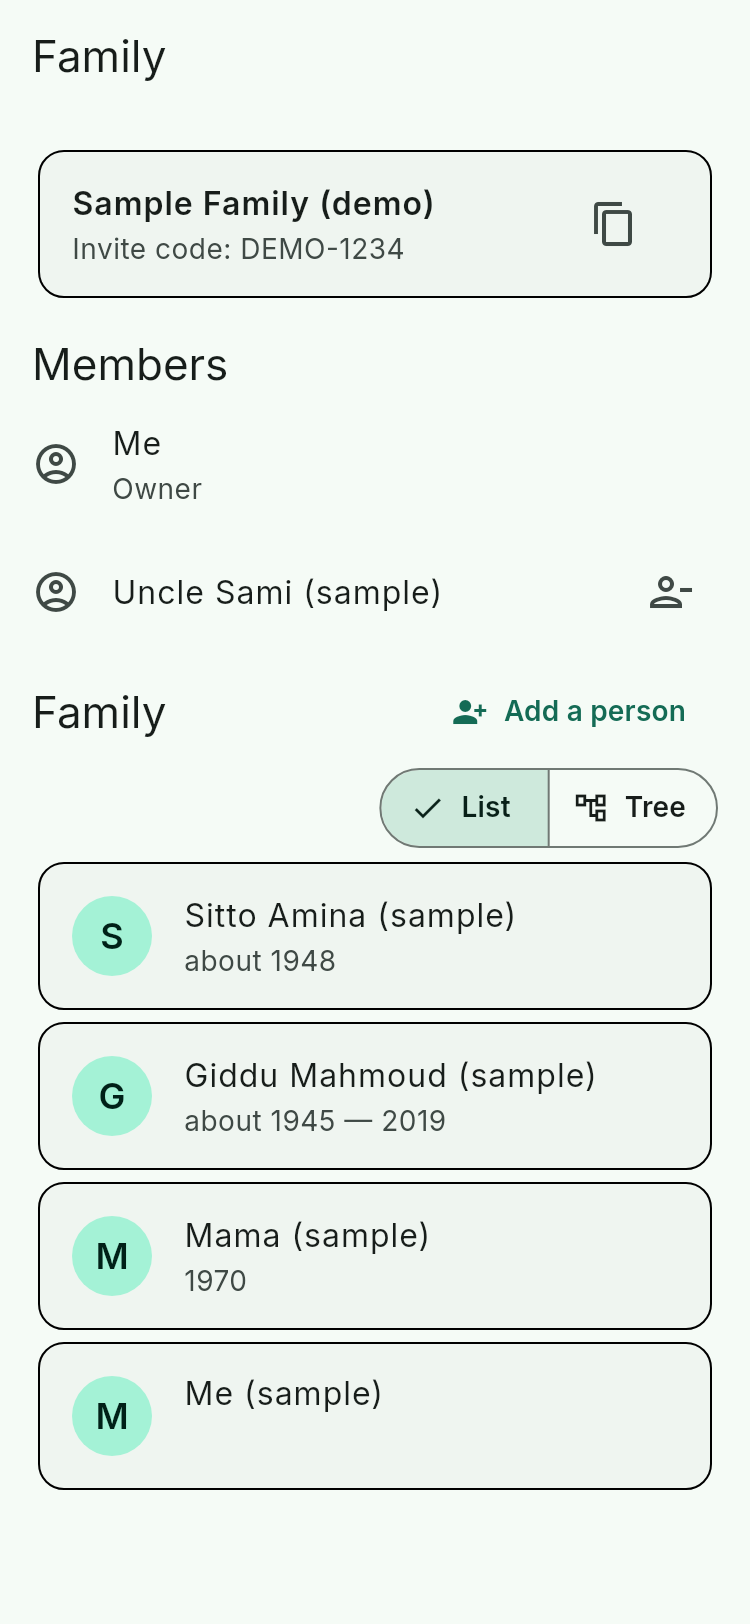 Family
Sample Family (demo)
Invite code: DEMO-1234
Members
Me
Owner
Uncle Sami (sample)
Family
Add a person
List
Tree
S
Sitto Amina (sample)
about 1948
G
Giddu Mahmoud (sample)
about 1945 — 2019
M
Mama (sample)
1970
M
Me (sample)